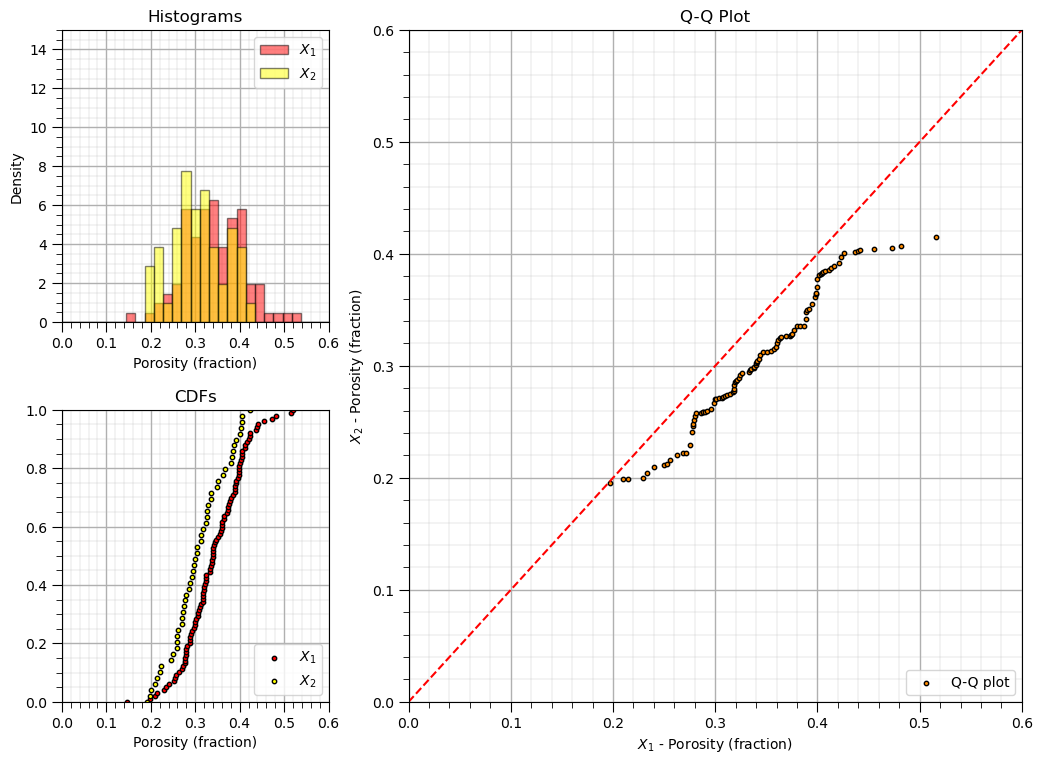 Histograms
Density
14
12
10
8
6
4
2
0
X₁
X₂
0.0 0.1 0.2 0.3 0.4 0.5 0.6
Porosity (fraction)
CDFs
1.0
0.8
0.6
0.4
0.2
0.0
X₁
X₂
0.0 0.1 0.2 0.3 0.4 0.5 0.6
Porosity (fraction)
Q-Q Plot
X₂ - Porosity (fraction)
0.6
0.5
0.4
0.3
0.2
0.1
0.0
Q-Q plot
0.0 0.1 0.2 0.3 0.4 0.5 0.6
X₁ - Porosity (fraction)